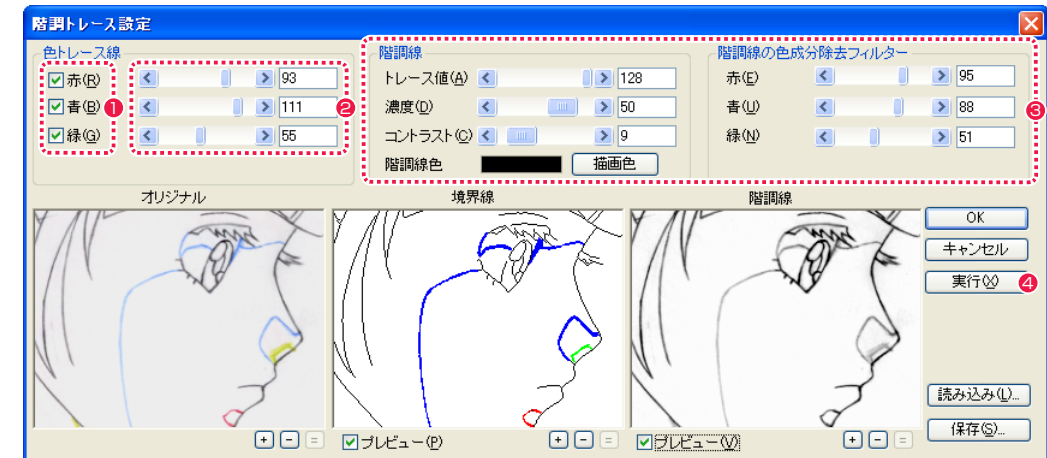 階調トレース設定
色トレース線
赤(R) 93
青(B) 111
緑(G) 55
❶
❷
階調線
トレース値(A) 128
濃度(D) 50
コントラスト(C) 9
階調線色 描画色
階調線の色成分除去フィルター
赤(E) 95
青(U) 88
緑(N) 51
❸
オリジナル 境界線 階調線
OK
キャンセル
実行(X) ❹
読み込み(L)...
保存(S)...
+ - = プレビュー(P) + - = プレビュー(V) + - =